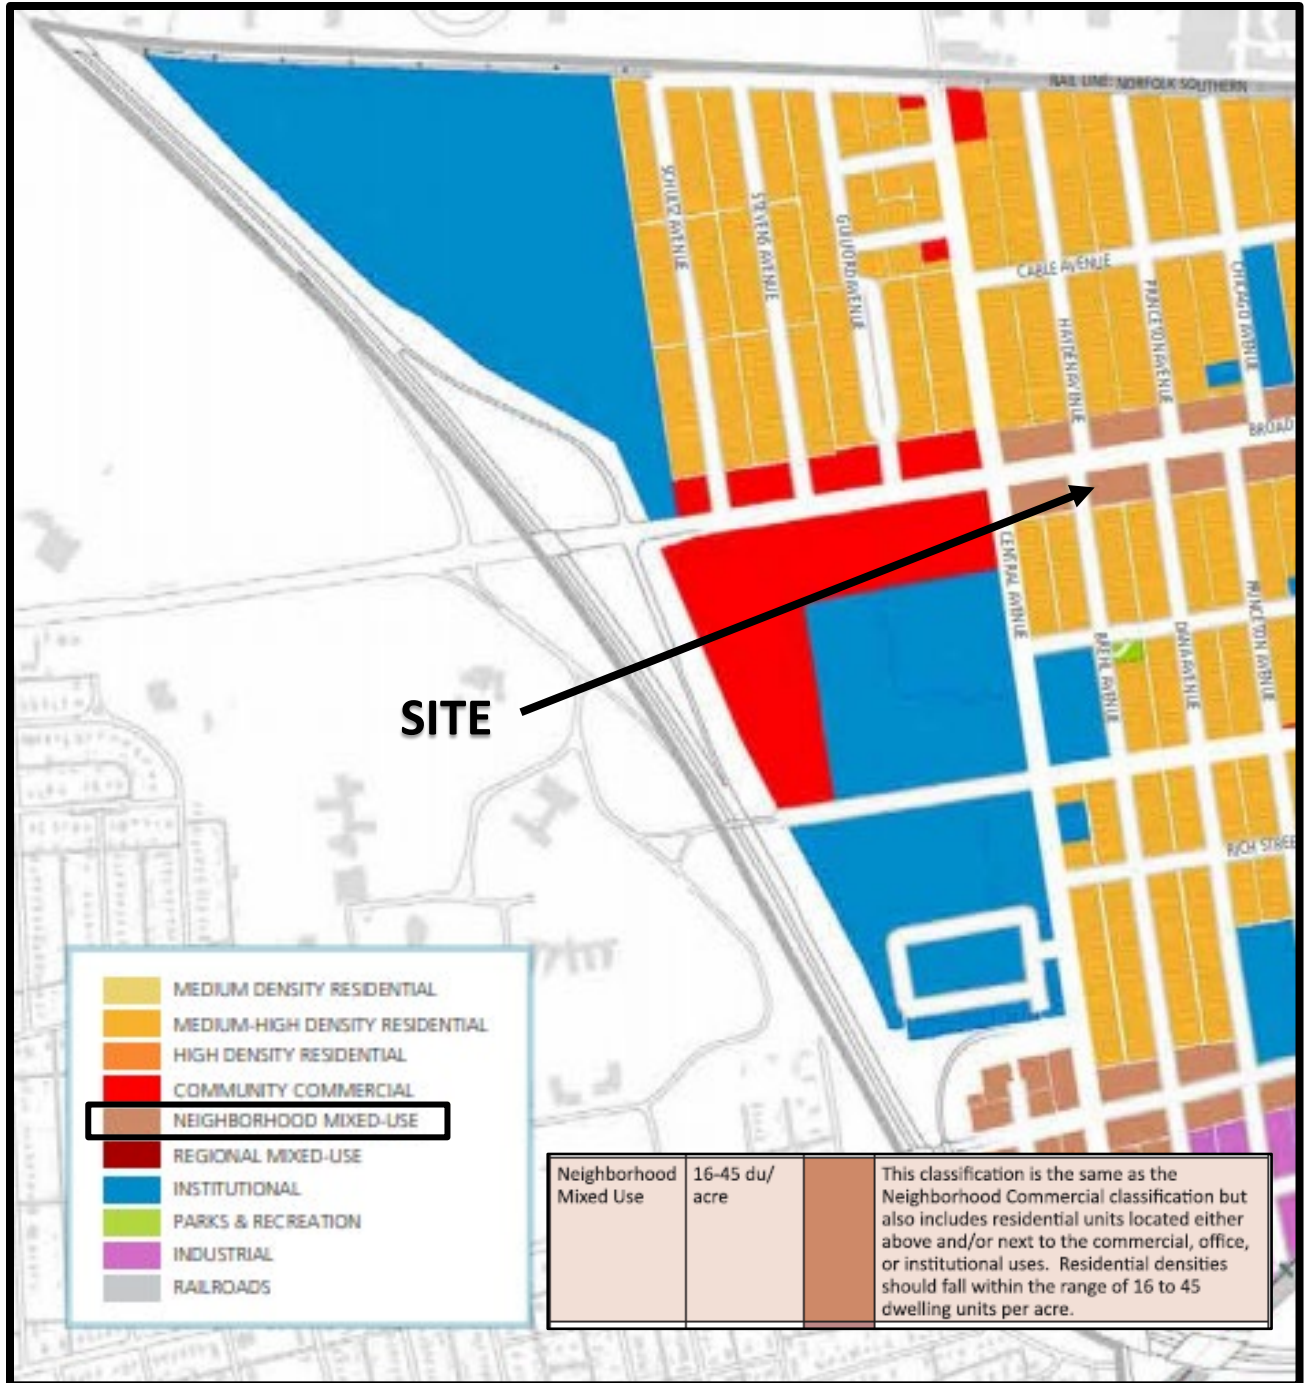 RAIL LINE: NORFOLK SOUTHERN
SCHULTZ AVENUE
STEVENS AVENUE
GUILFORD AVENUE
CABLE AVENUE
HAYDEN AVENUE
PRINCETON AVENUE
CHICAGO AVENUE
BROAD
CENTRAL AVENUE
BREHL AVENUE
DANA AVENUE
PRINCETON AVENUE
RICH STREE
SITE
MEDIUM DENSITY RESIDENTIAL
MEDIUM-HIGH DENSITY RESIDENTIAL
HIGH DENSITY RESIDENTIAL
COMMUNITY COMMERCIAL
NEIGHBORHOOD MIXED-USE
REGIONAL MIXED-USE
INSTITUTIONAL
PARKS & RECREATION
INDUSTRIAL
RAILROADS
Neighborhood
Mixed Use
16-45 du/
acre
This classification is the same as the
Neighborhood Commercial classification but
also includes residential units located either
above and/or next to the commercial, office,
or institutional uses.  Residential densities
should fall within the range of 16 to 45
dwelling units per acre.